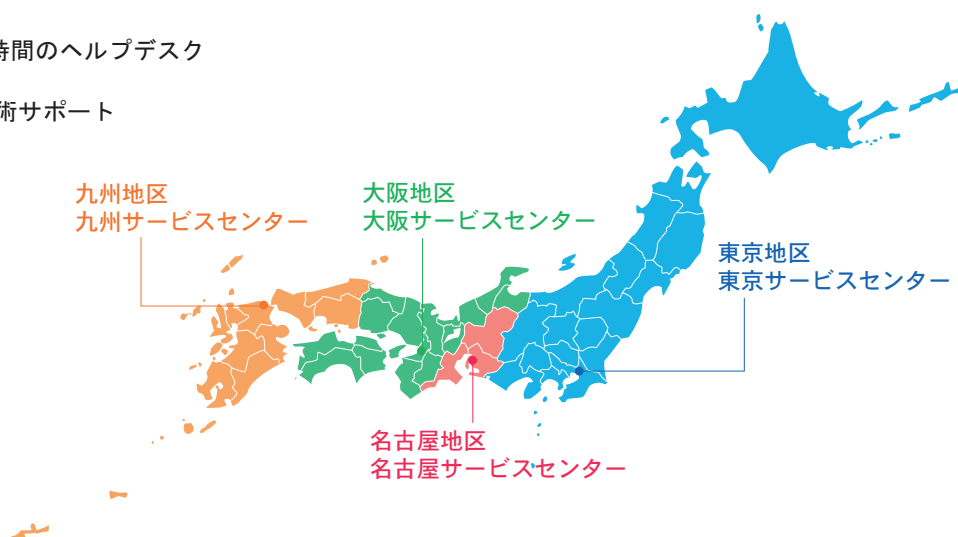 時間のヘルプデスク
術サポート
九州地区
九州サービスセンター
大阪地区
大阪サービスセンター
東京地区
東京サービスセンター
名古屋地区
名古屋サービスセンター